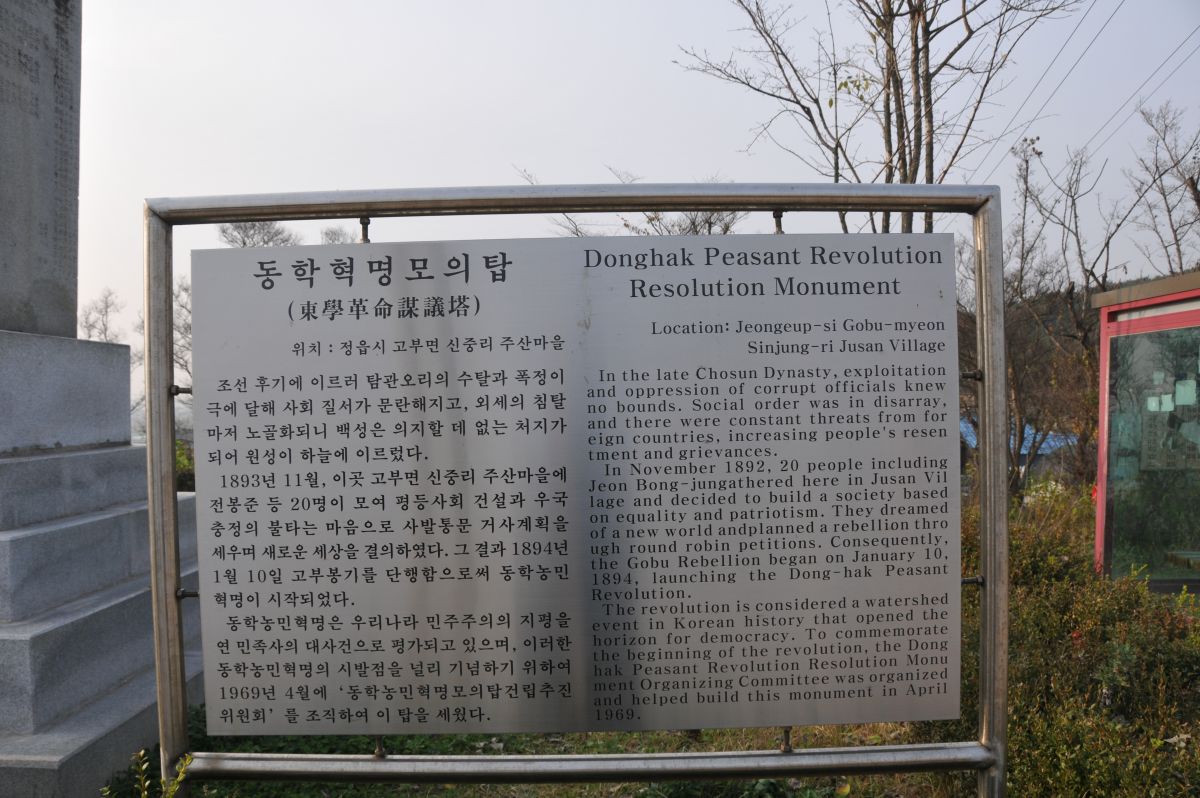 동학혁명모의탑
(東學革命謀議塔)
위치 : 정읍시 고부면 신중리 주산마을
조선 후기에 이르러 탐관오리의 수탈과 폭정이
극에 달해 사회 질서가 문란해지고, 외세의 침탈
마저 노골화되니 백성은 의지할 데 없는 처지가
되어 원성이 하늘에 이르렀다.
1893년 11월, 이곳 고부면 신중리 주산마을에
전봉준 등 20명이 모여 평등사회 건설과 우국
충정의 불타는 마음으로 사발통문 거사계획을
세우며 새로운 세상을 결의하였다. 그 결과 1894년
1월 10일 고부봉기를 단행함으로써 동학농민
혁명이 시작되었다.
동학농민혁명은 우리나라 민주주의의 지평을
연 민족사의 대사건으로 평가되고 있으며, 이러한
동학농민혁명의 시발점을 널리 기념하기 위하여
1969년 4월에 ‘동학농민혁명모의탑건립추진
위원회’ 를 조직하여 이 탑을 세웠다.
Donghak Peasant Revolution
Resolution Monument
Location: Jeongeup-si Gobu-myeon
Sinjung-ri Jusan Village
In the late Chosun Dynasty, exploitation
and oppression of corrupt officials knew
no bounds. Social order was in disarray,
and there were constant threats from for
eign countries, increasing people's resen
tment and grievances.
In November 1892, 20 people including
Jeon Bong-jungathered here in Jusan Vil
lage and decided to build a society based
on equality and patriotism. They dreamed
of a new world andplanned a rebellion thro
ugh round robin petitions. Consequently,
the Gobu Rebellion began on January 10,
1894, launching the Dong-hak Peasant
Revolution.
The revolution is considered a watershed
event in Korean history that opened the
horizon for democracy. To commemorate
the beginning of the revolution, the Dong
hak Peasant Revolution Resolution Monu
ment Organizing Committee was organized
and helped build this monument in April
1969.